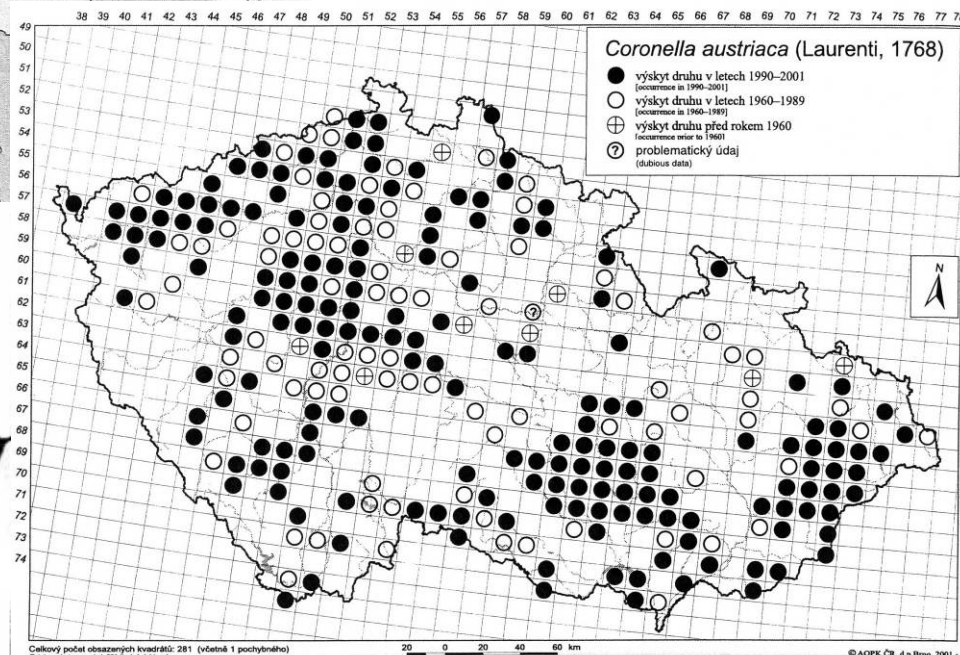 38 39 40 41 42 43 44 45 46 47 48 49 50 51 52 53 54 55 56 57 58 59 60 61 62 63 64 65 66 67 68 69 70 71 72 73 74 75 76 77
49
50
51
52
53
54
55
56
57
58
59
60
61
62
63
64
65
66
67
68
69
70
71
72
73
74
Coronella austriaca (Laurenti, 1768)
výskyt druhu v letech 1990–2001
[occurrence in 1990–2001]
výskyt druhu v letech 1960–1989
[occurrence in 1960–1989]
výskyt druhu před rokem 1960
[occurrence prior to 1960]
? problematický údaj
(dubious data)
N
?
Celkový počet obsazených kvadrátů: 281 (včetně 1 pochybného)
20 0 20 40 60 km
© AOPK ČR
Brno, 2001